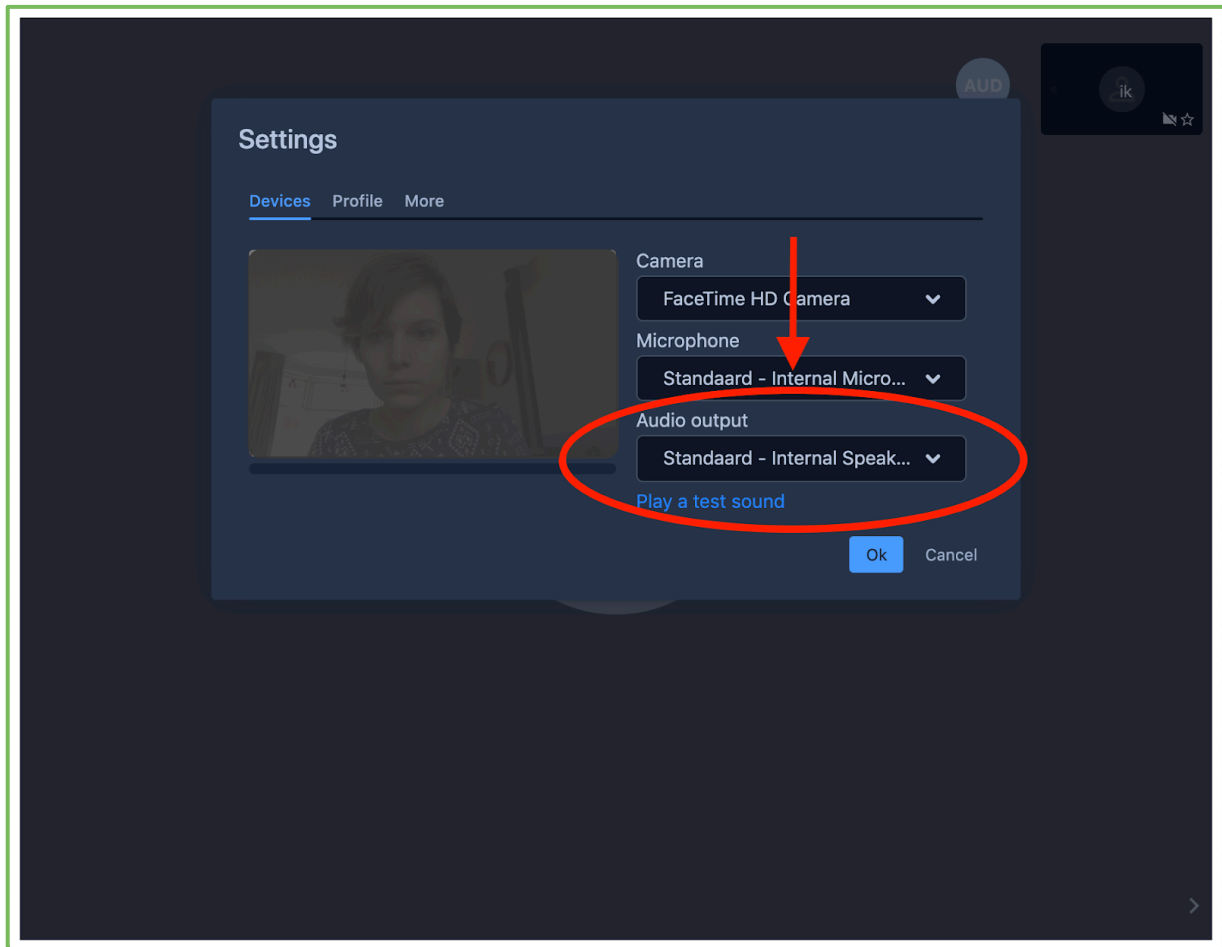 AUD
ik
Settings
Devices Profile More
Camera
FaceTime HD Camera
Microphone
Standaard - Internal Micro...
Audio output
Standaard - Internal Speak...
Play a test sound
Ok Cancel